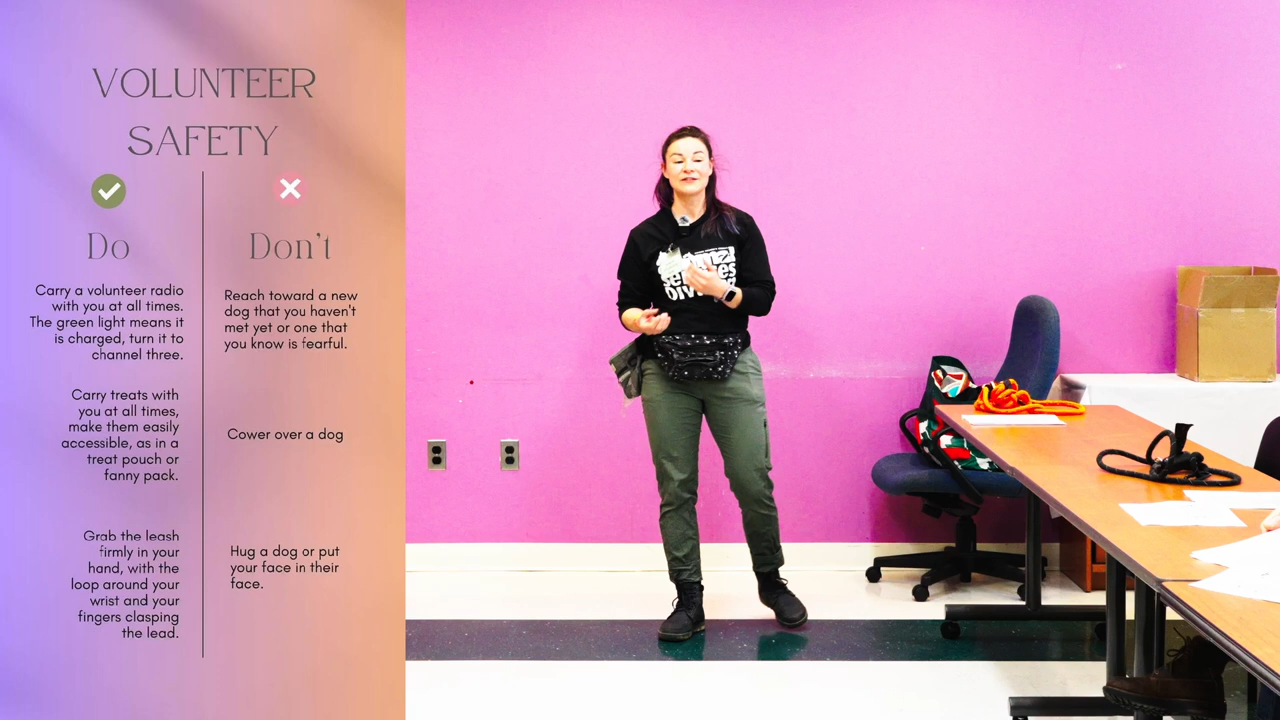 VOLUNTEER
SAFETY
Do
Carry a volunteer radio
with you at all times.
The green light means it
is charged, turn it to
channel three.
Carry treats with
you at all times,
make them easily
accessible, as in a
treat pouch or
fanny pack.
Grab the leash
firmly in your
hand, with the
loop around your
wrist and your
fingers clasping
the lead.
Don't
Reach toward a new
dog that you haven't
met yet or one that
you know is fearful.
Cower over a dog
Hug a dog or put
your face in their
face.